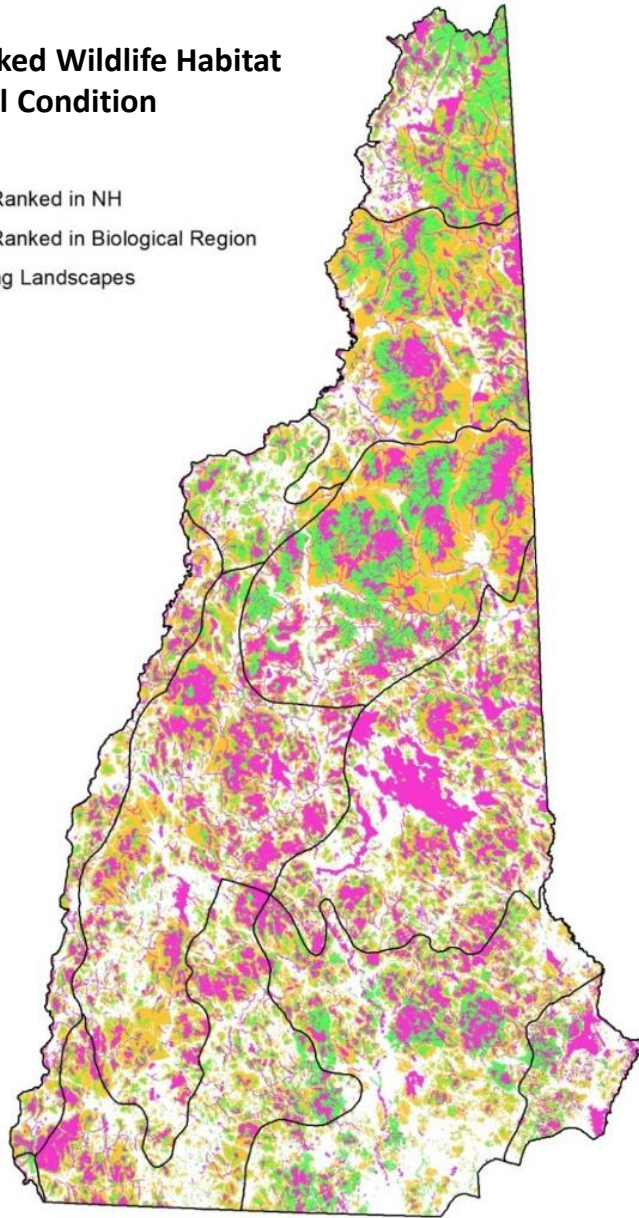 ked Wildlife Habitat
l Condition
Ranked in NH
Ranked in Biological Region
g Landscapes